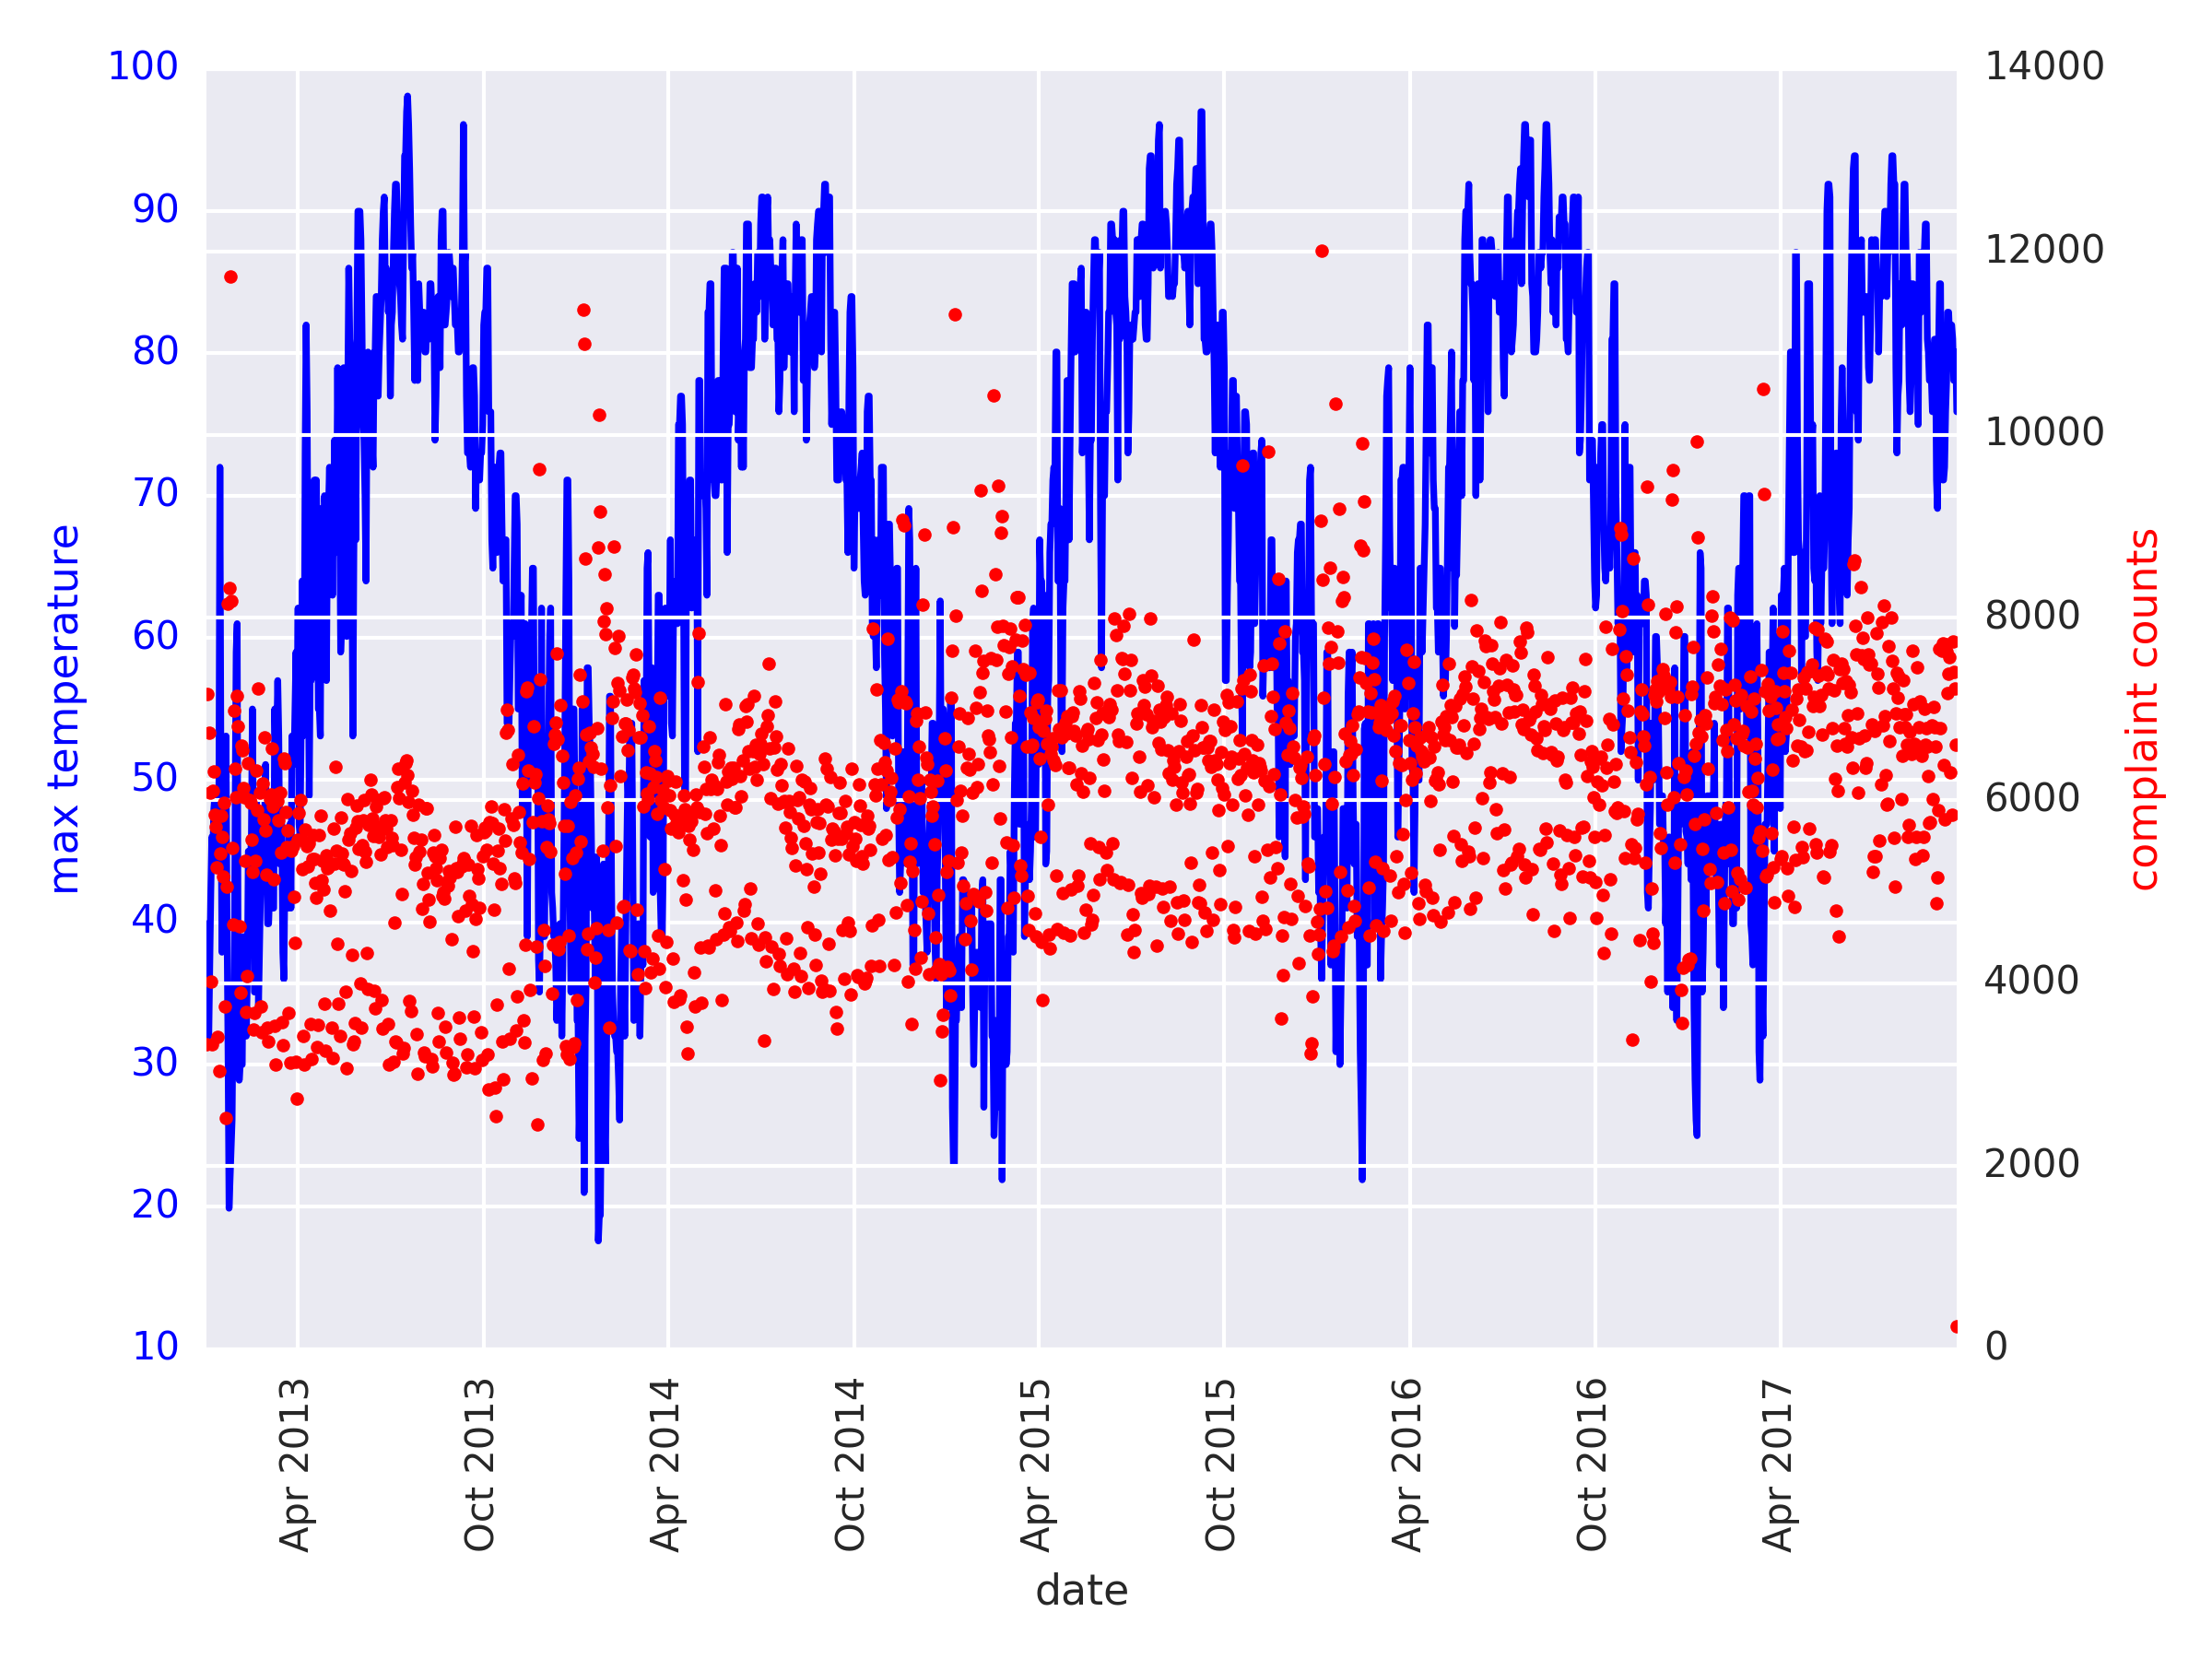 100
90
80
70
60
50
40
30
20
10
max temperature
14000
12000
10000
8000
6000
4000
2000
0
complaint counts
Apr 2013
Oct 2013
Apr 2014
Oct 2014
Apr 2015
Oct 2015
Apr 2016
Oct 2016
Apr 2017
date